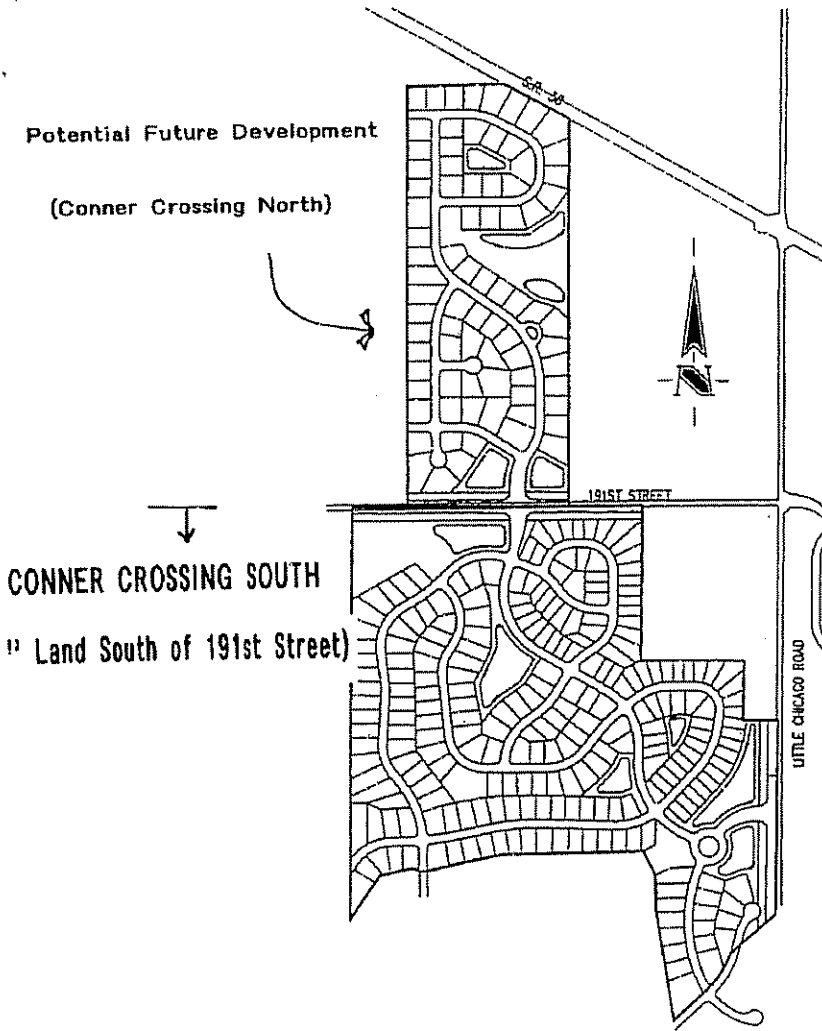 S.R. 38
Potential Future Development
(Conner Crossing North)
N
191ST STREET
CONNER CROSSING SOUTH
" Land South of 191st Street)
LITTLE CHICAGO ROAD